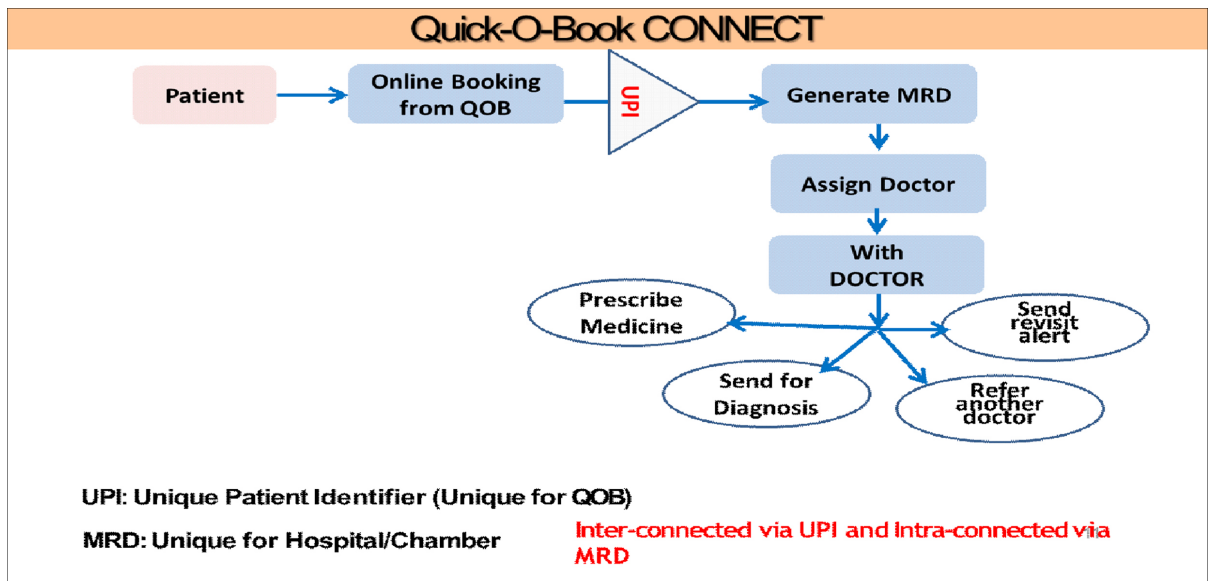 Quick-O-Book CONNECT
Patient
Online Booking
from QOB
UPI
Generate MRD
Assign Doctor
With
DOCTOR
Prescribe
Medicine
Send
revisit
alert
Send for
Diagnosis
Refer
another
doctor
UPI: Unique Patient Identifier (Unique for QOB)
MRD: Unique for Hospital/Chamber
Inter-connected via UPI and Intra-connected via
MRD